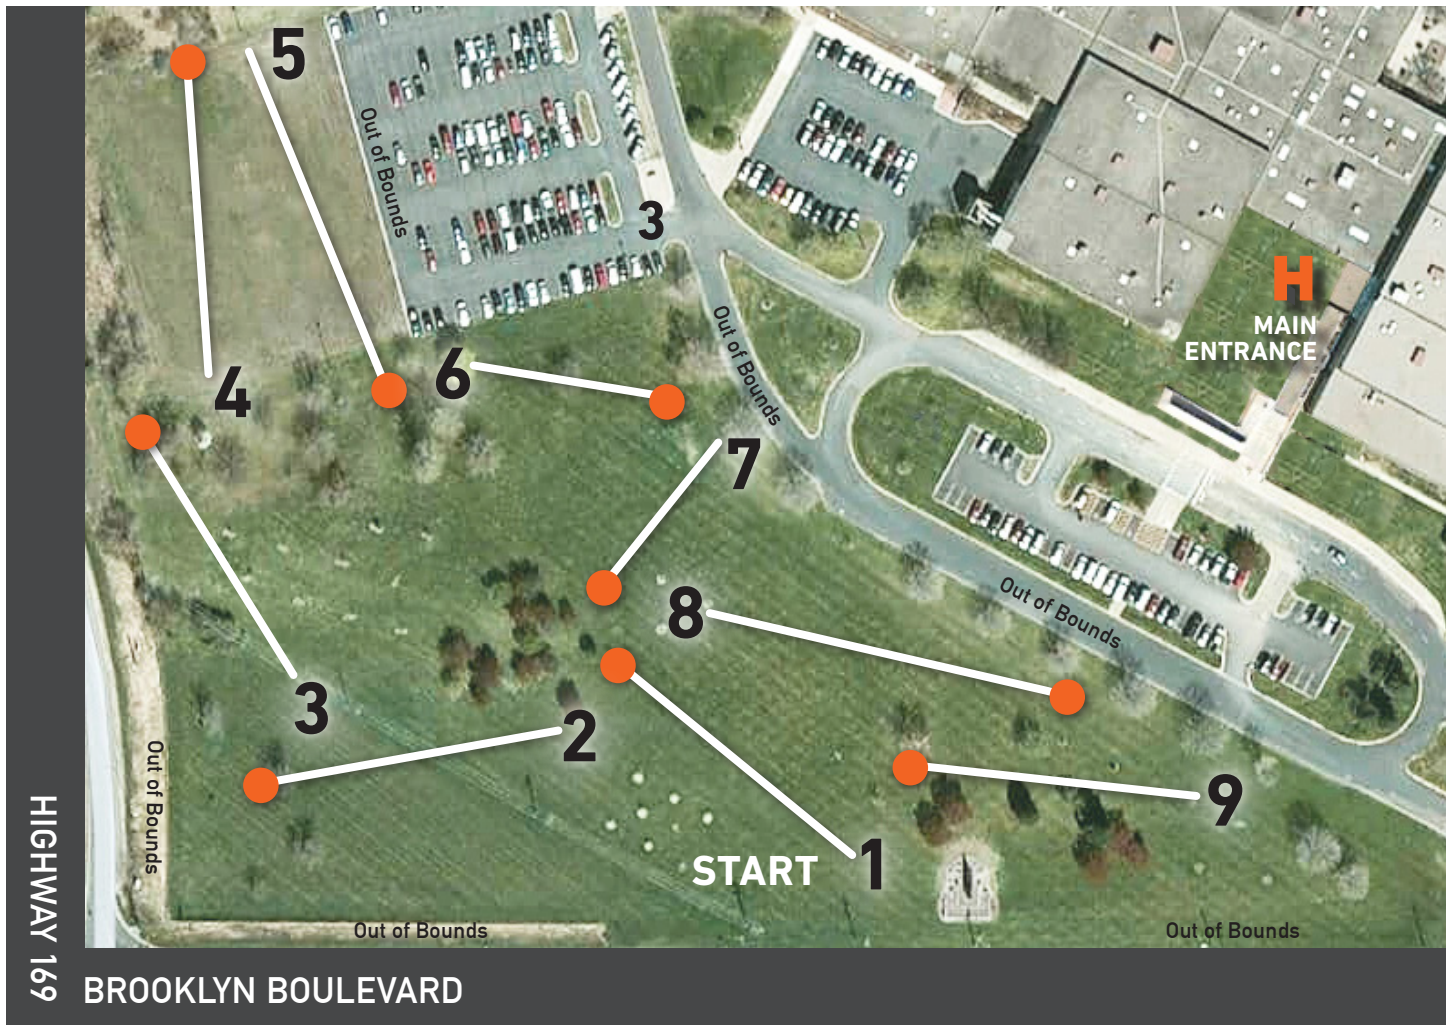 5
Out of Bounds
3
H
MAIN
ENTRANCE
Out of Bounds
4
6
7
8
Out of Bounds
3
2
9
START 1
Out of Bounds
Out of Bounds
Out of Bounds
HIGHWAY 169
BROOKLYN BOULEVARD